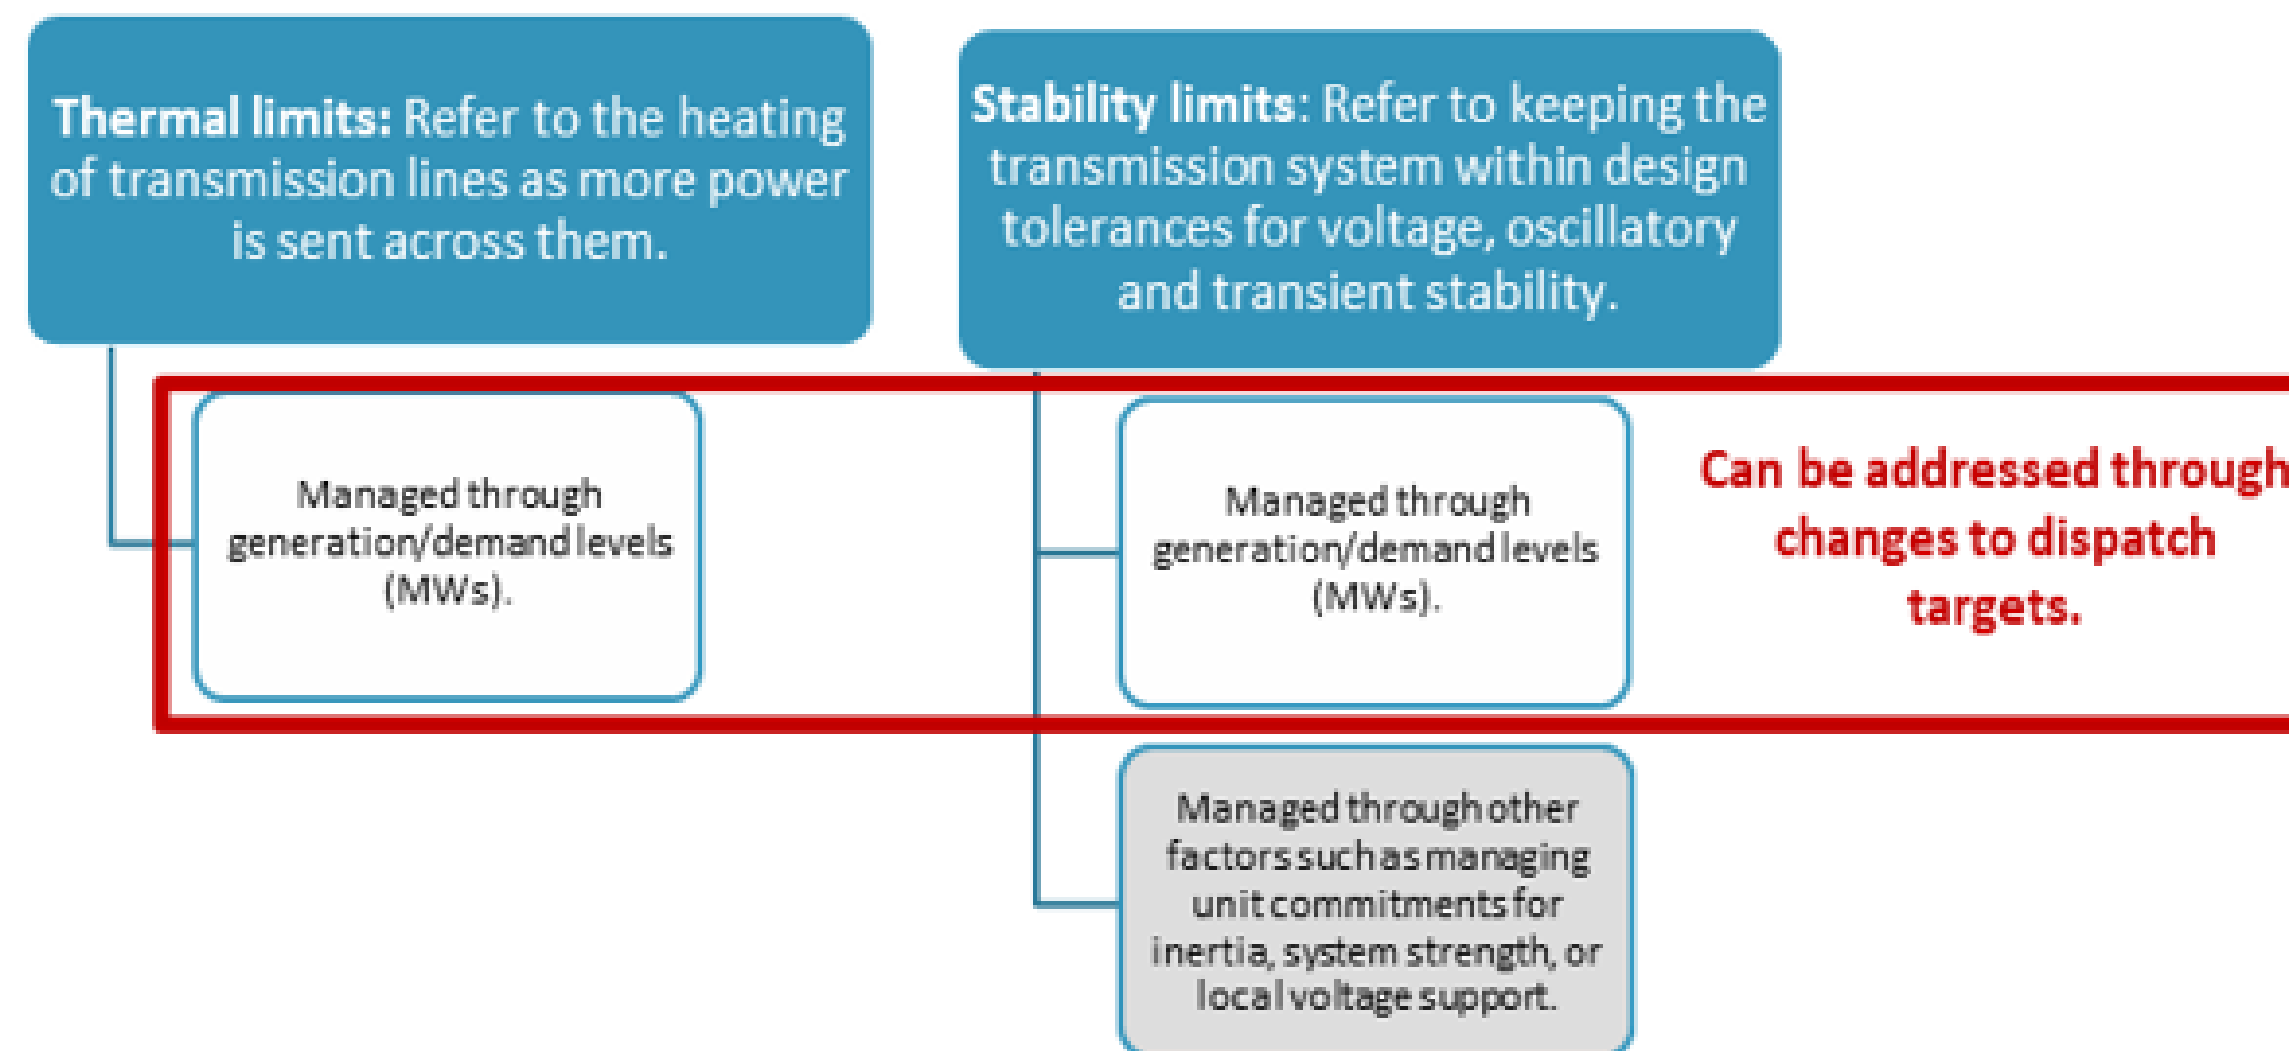 Thermal limits: Refer to the heating
of transmission lines as more power
is sent across them.
Stability limits: Refer to keeping the
transmission system within design
tolerances for voltage, oscillatory
and transient stability.
Managed through
generation/demand levels
(MWs).
Managed through
generation/demand levels
(MWs).
Can be addressed through
changes to dispatch
targets.
Managed through other
factors such as managing
unit commitments for
inertia, system strength, or
local voltage support.